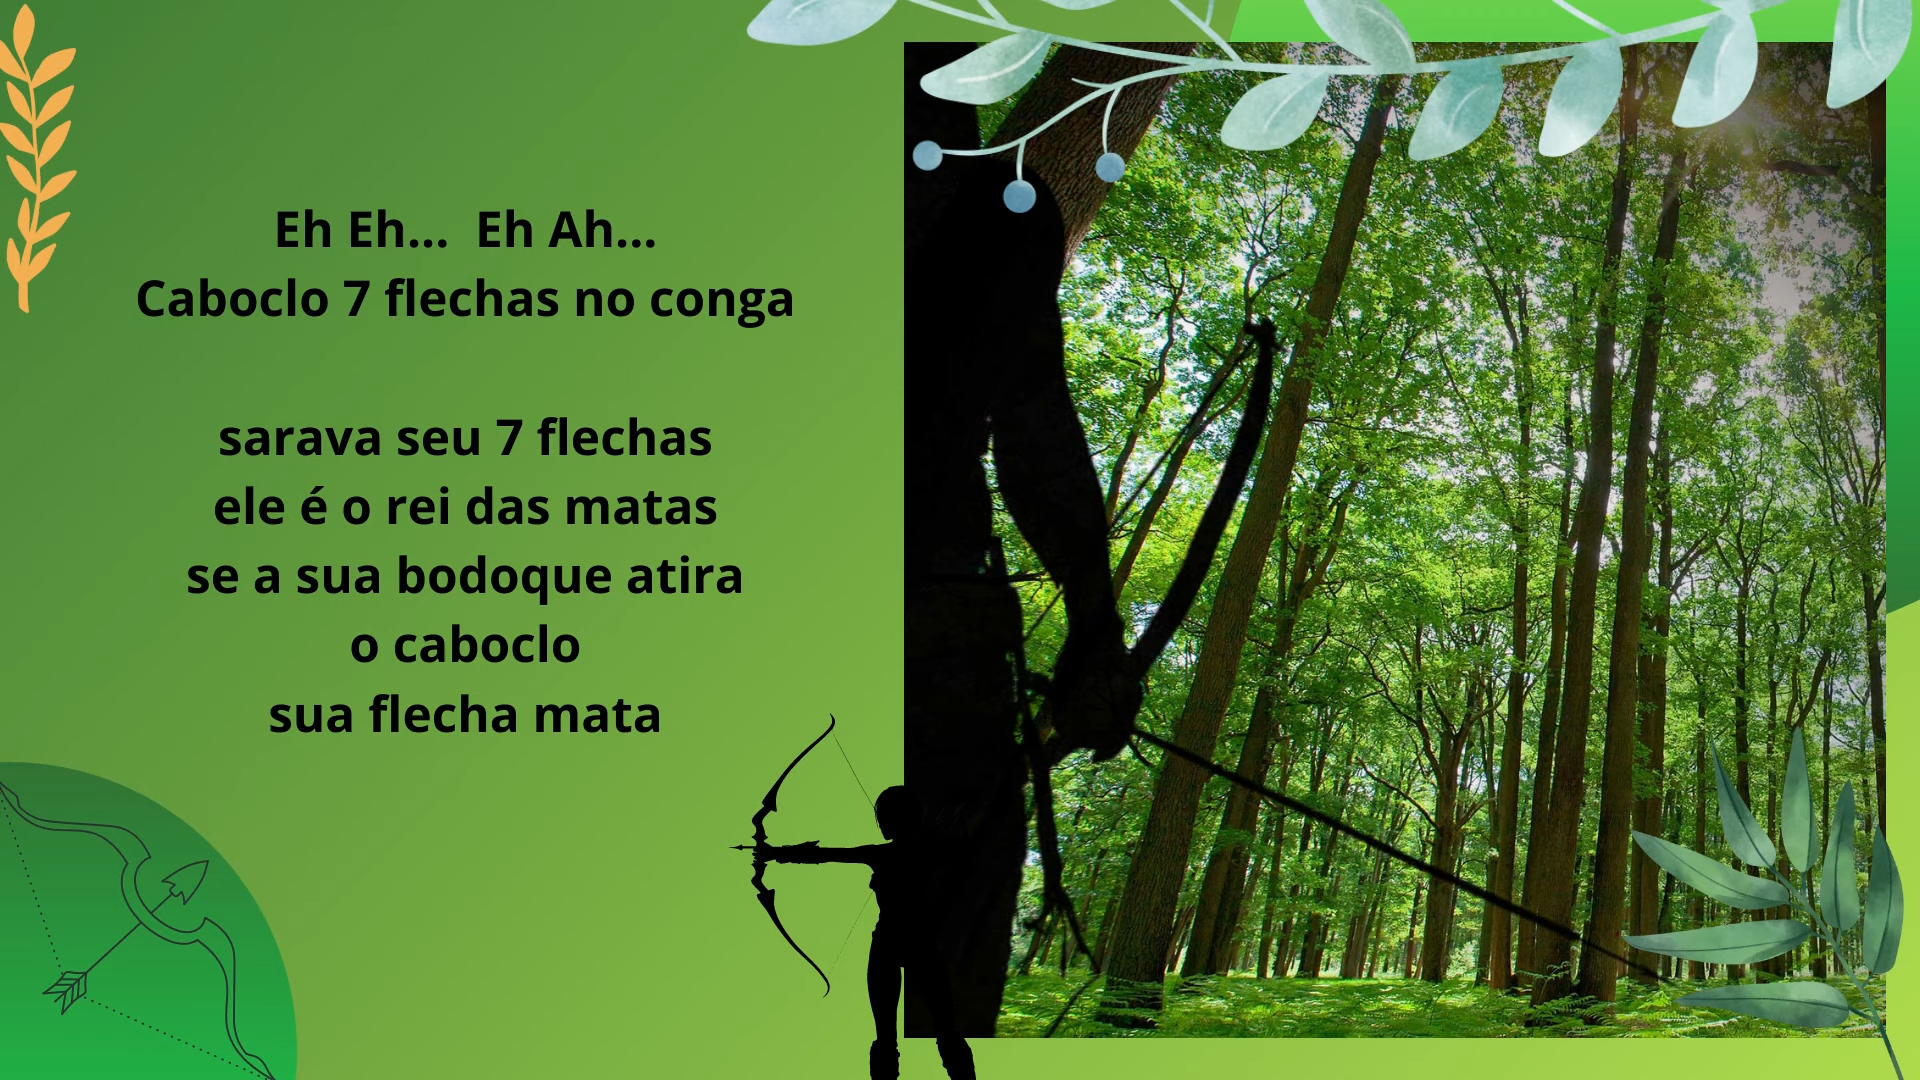 Eh Eh...  Eh Ah...
Caboclo 7 flechas no conga
sarava seu 7 flechas
ele é o rei das matas
se a sua bodoque atira
o caboclo
sua flecha mata